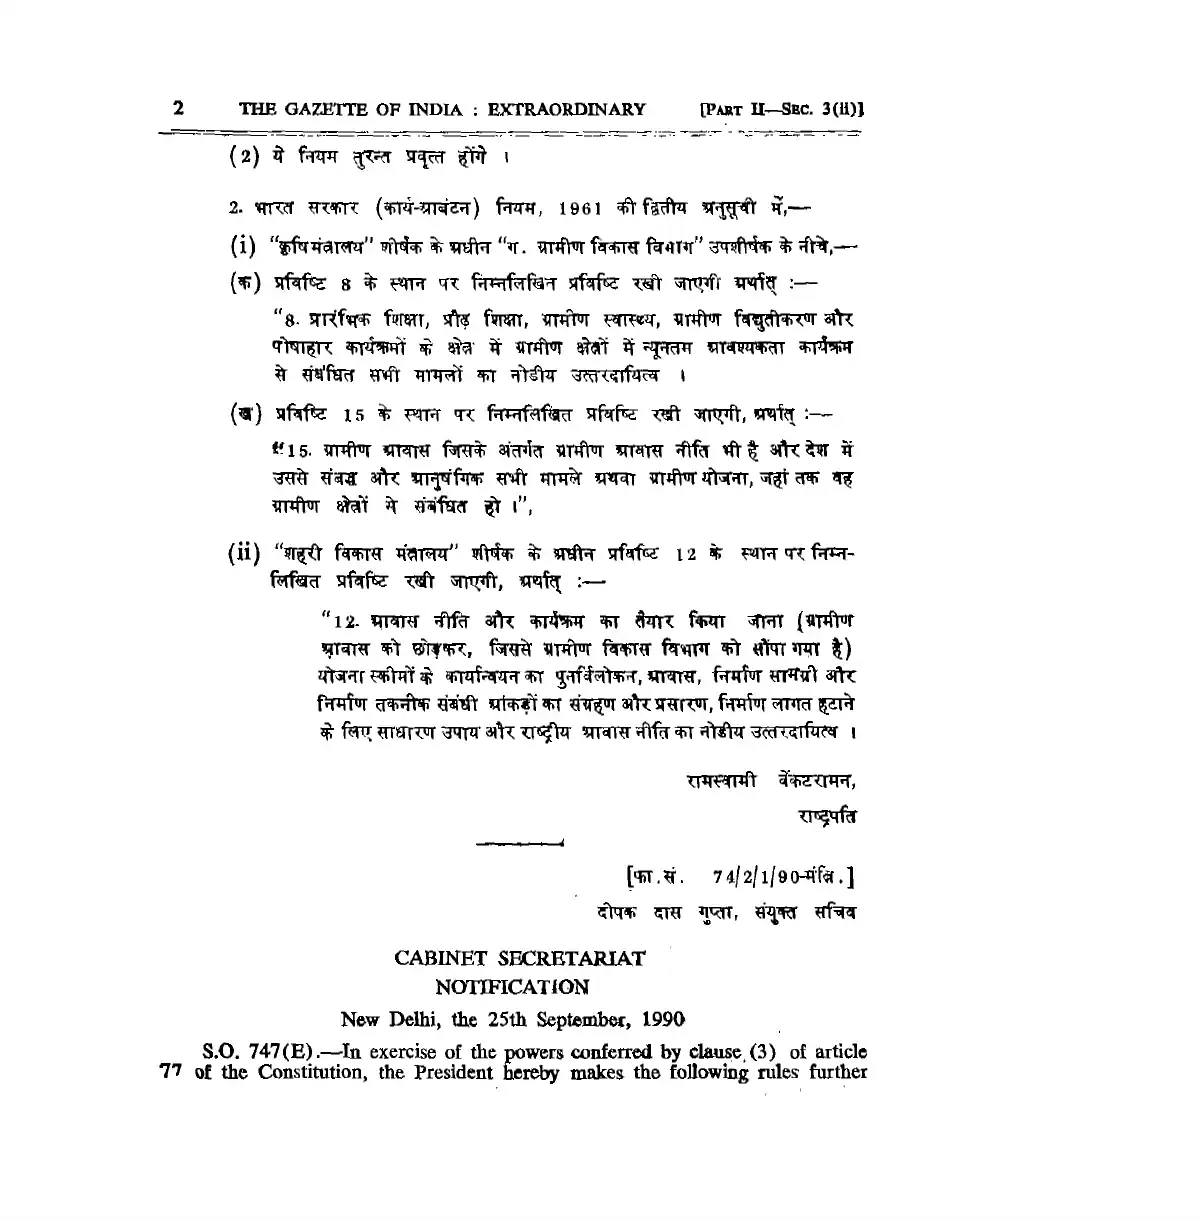 2 THE GAZETTE OF INDIA : EXTRAORDINARY [PART II—SEC. 3(ii)]
(2) ये नियम तुरन्त प्रवृत्त होंगे ।
2. भारत सरकार (कार्य-आबंटन) नियम, 1961 की द्वितीय अनुसूची में,—
(i) "कृषि मंत्रालय" शीर्षक के अधीन "ग. ग्रामीण विकास विभाग" उपशीर्षक के नीचे,—
(क) प्रविष्टि 8 के स्थान पर निम्नलिखित प्रविष्टि रखी जाएगी अर्थात् :—
"8. प्रारंभिक शिक्षा, प्रौढ़ शिक्षा, ग्रामीण स्वास्थ्य, ग्रामीण विद्युतीकरण और
पोषाहार कार्यक्रमों के क्षेत्र में ग्रामीण क्षेत्रों में न्यूनतम आवश्यकता कार्यक्रम
से संबंधित सभी मामलों का नोडीय उत्तरदायित्व ।
(ख) प्रविष्टि 15 के स्थान पर निम्नलिखित प्रविष्टि रखी जाएगी, अर्थात् :—
"15. ग्रामीण आवास जिसके अंतर्गत ग्रामीण आवास नीति भी है और देश में
उससे संबद्ध और आनुषंगिक सभी मामले अथवा ग्रामीण योजना, जहां तक वह
ग्रामीण क्षेत्रों से संबंधित हो ।",
(ii) "शहरी विकास मंत्रालय" शीर्षक के अधीन प्रविष्टि 12 के स्थान पर निम्न-
लिखित प्रविष्टि रखी जाएगी, अर्थात् :—
"12. आवास नीति और कार्यक्रम का तैयार किया जाना (ग्रामीण
आवास को छोड़कर, जिससे ग्रामीण विकास विभाग को सौंपा गया है)
योजना स्कीमों के कार्यान्वयन का पुनर्विलोकन, आवास, निर्माण सामग्री और
निर्माण तकनीक संबंधी आंकड़ों का संग्रहण और प्रसारण, निर्माण लागत हटाने
के लिए साधारण उपाय और राष्ट्रीय आवास नीति का नोडीय उत्तरदायित्व ।
रामस्वामी वेंकटरामन,
राष्ट्रपति
[फा.सं. 74/2/1/90-मंत्रि.]
दीपक दास गुप्ता, संयुक्त सचिव
CABINET SECRETARIAT
NOTIFICATION
New Delhi, the 25th September, 1990
S.O. 747(E).—In exercise of the powers conferred by clause (3) of article
77 of the Constitution, the President hereby makes the following rules further